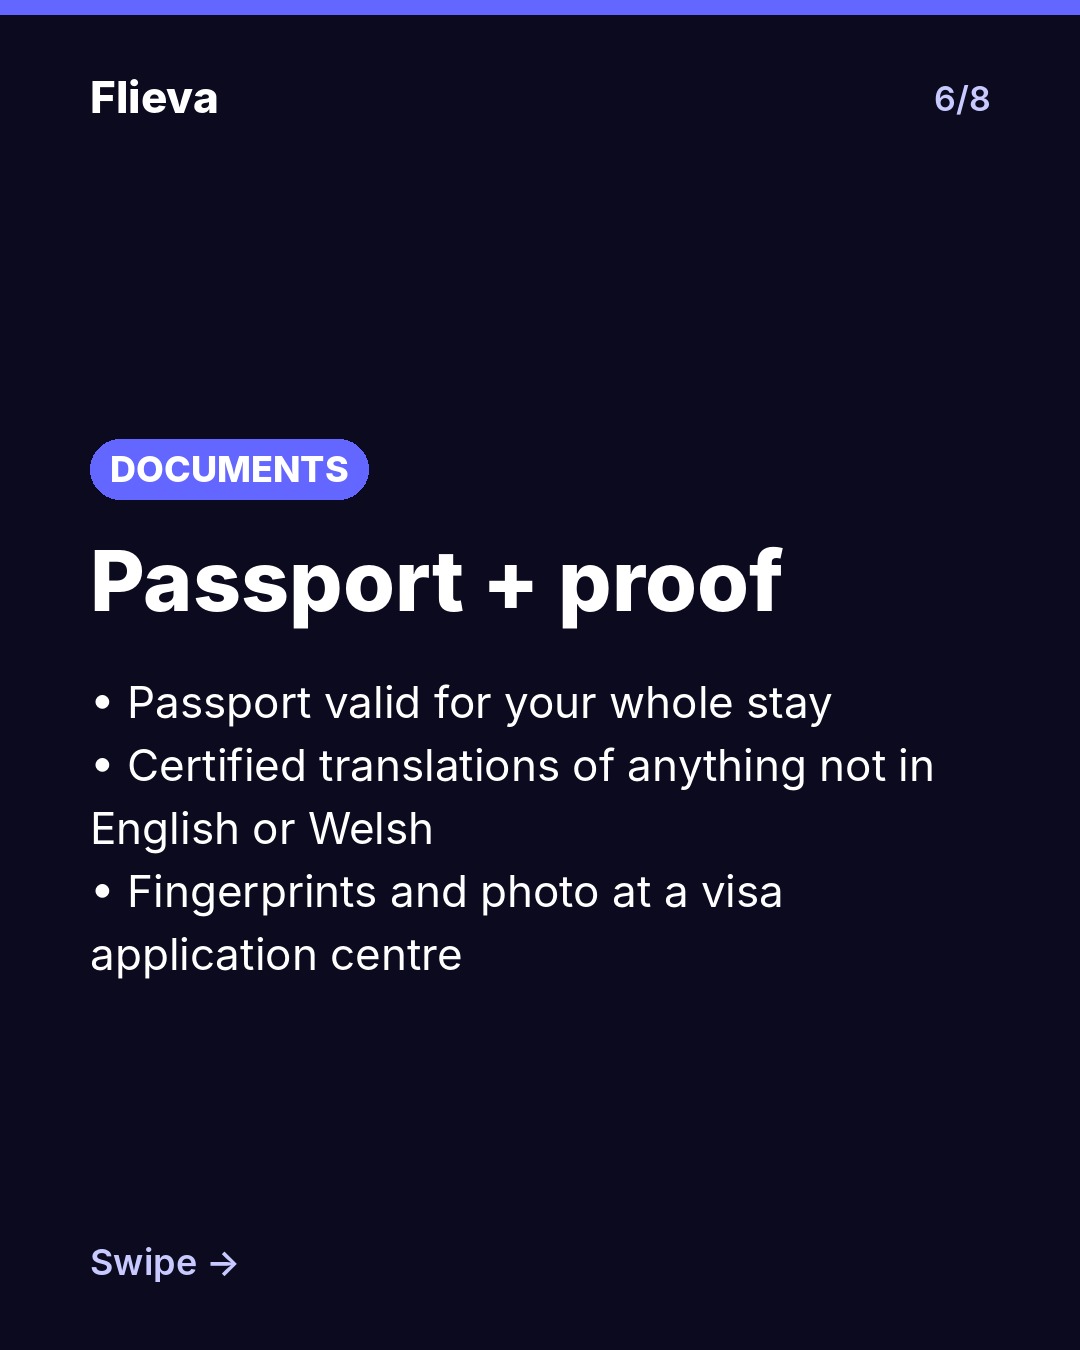 Flieva
6/8
DOCUMENTS
Passport + proof
• Passport valid for your whole stay
• Certified translations of anything not in
English or Welsh
• Fingerprints and photo at a visa
application centre
Swipe →